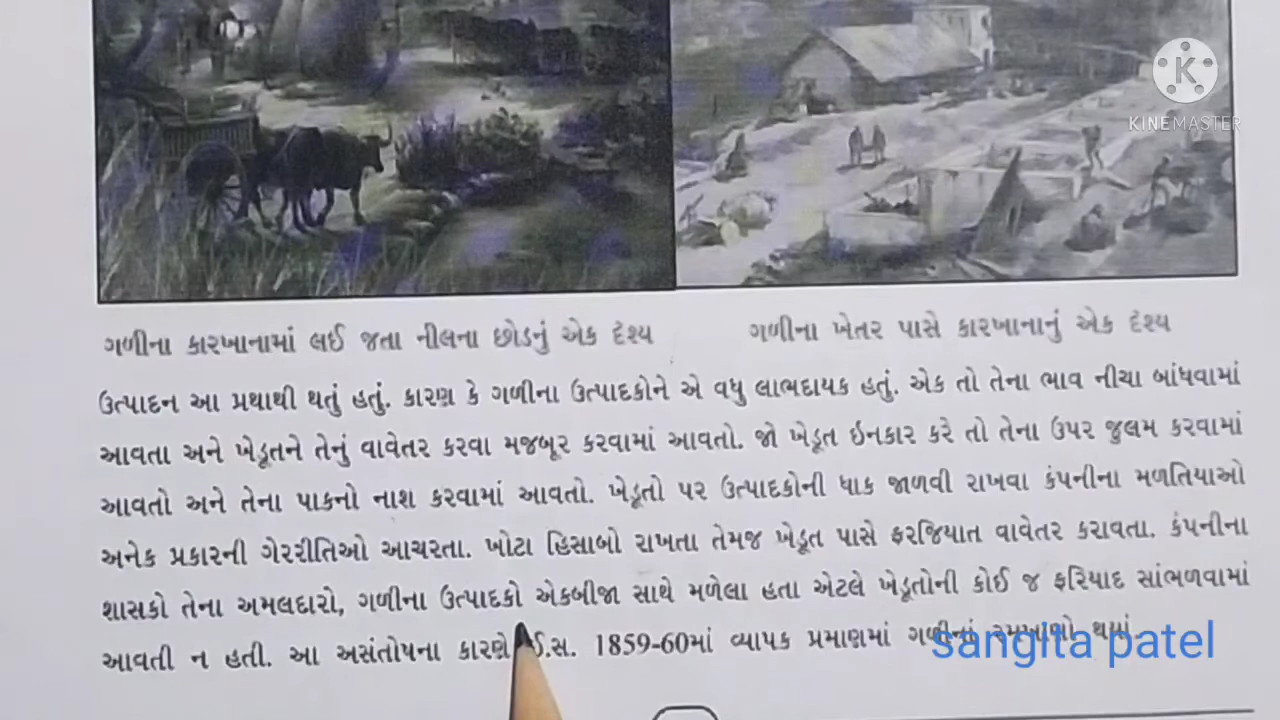 KINEMASTER
ગળીના કારખાનામાં લઈ જતા નીલના છોડનું એક દૃશ્ય
ગળીના ખેતર પાસે કારખાનાનું એક દૃશ્ય
ઉત્પાદન આ પ્રથાથી થતું હતું. કારણ કે ગળીના ઉત્પાદકોને એ વધુ લાભદાયક હતું. એક તો તેના ભાવ નીચા બાંધવામાં
આવતા અને ખેડૂતને તેનું વાવેતર કરવા મજબૂર કરવામાં આવતો. જો ખેડૂત ઇનકાર કરે તો તેના ઉપર જુલમ કરવામાં
આવતો અને તેના પાકનો નાશ કરવામાં આવતો. ખેડૂતો પર ઉત્પાદકોની ધાક જાળવી રાખવા કંપનીના મળતિયાઓ
અનેક પ્રકારની ગેરરીતિઓ આચરતા. ખોટા હિસાબો રાખતા તેમજ ખેડૂત પાસે ફરજિયાત વાવેતર કરાવતા. કંપનીના
શાસકો તેના અમલદારો, ગળીના ઉત્પાદકો એકબીજા સાથે મળેલા હતા એટલે ખેડૂતોની કોઈ જ ફરિયાદ સાંભળવામાં
આવતી ન હતી. આ અસંતોષના કારણે ઈ.સ. 1859-60માં વ્યાપક પ્રમાણમાં ગળીનાં રમખાણો થયાં.
sangita patel